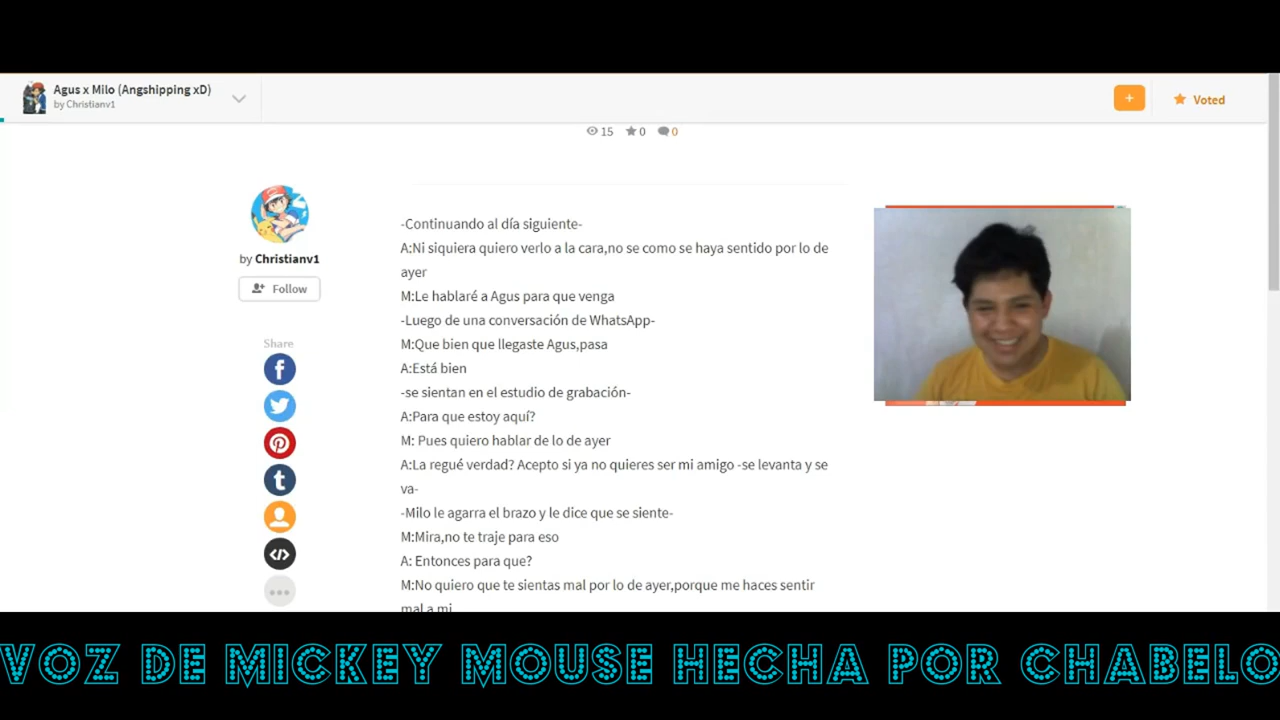 Agus x Milo (Angshipping xD)
by Christianv1
+
Voted
15 0 0
-Continuando al día siguiente-
A:Ni siquiera quiero verlo a la cara,no se como se haya sentido por lo de
ayer
M:Le hablaré a Agus para que venga
-Luego de una conversación de WhatsApp-
M:Que bien que llegaste Agus,pasa
A:Está bien
-se sientan en el estudio de grabación-
A:Para que estoy aquí?
M: Pues quiero hablar de lo de ayer
A:La regué verdad? Acepto si ya no quieres ser mi amigo -se levanta y se
va-
-Milo le agarra el brazo y le dice que se siente-
M:Mira,no te traje para eso
A: Entonces para que?
M:No quiero que te sientas mal por lo de ayer,porque me haces sentir
mal a mi
by Christianv1
Follow
Share
VOZ DE MICKEY MOUSE HECHA POR CHABELO